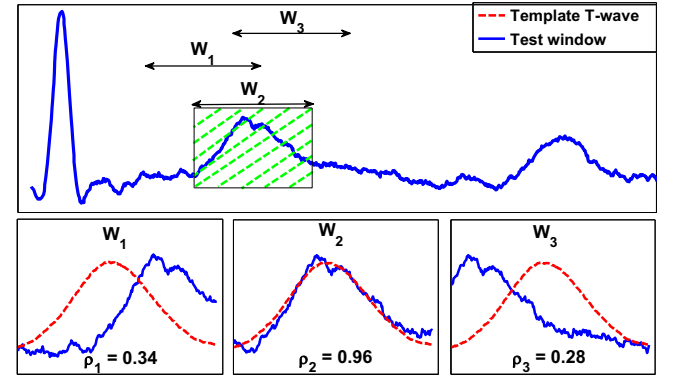 W3
Template T-wave
Test window
W1
W2
W1
W2
W3
ρ1 = 0.34
ρ2 = 0.96
ρ3 = 0.28